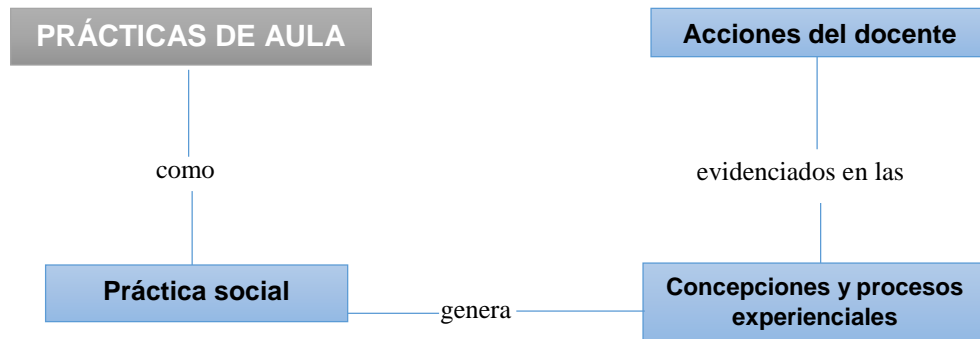 PRÁCTICAS DE AULA
Acciones del docente
como
evidenciados en las
Práctica social
genera
Concepciones y procesos
experienciales